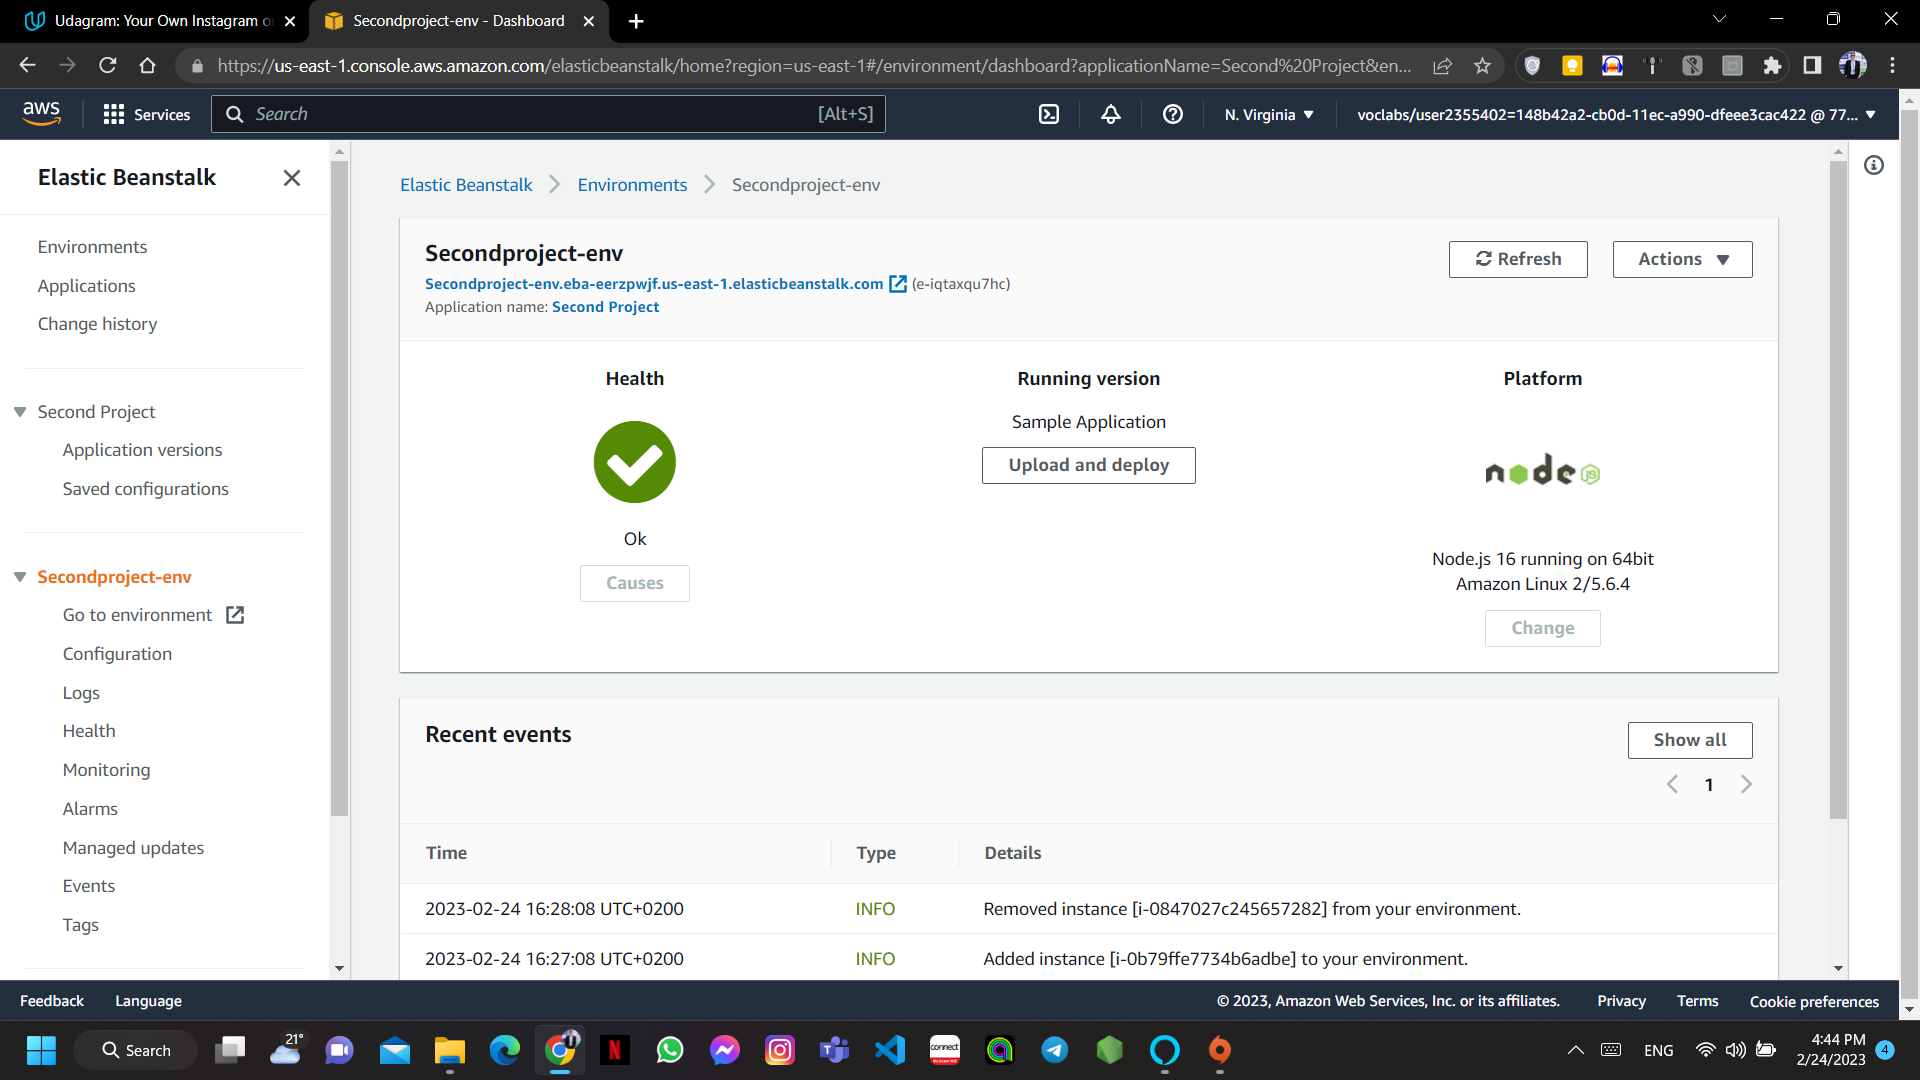 Udagram: Your Own Instagram o
Secondproject-env - Dashboard
https://us-east-1.console.aws.amazon.com/elasticbeanstalk/home?region=us-east-1#/environment/dashboard?applicationName=Second%20Project&en...
aws
Services
Search
[Alt+S]
N. Virginia
voclabs/user2355402=148b42a2-cb0d-11ec-a990-dfeee3cac422 @ 77...
Elastic Beanstalk
Environments
Applications
Change history
Second Project
Application versions
Saved configurations
Secondproject-env
Go to environment
Configuration
Logs
Health
Monitoring
Alarms
Managed updates
Events
Tags
Elastic Beanstalk
Environments
Secondproject-env
Secondproject-env
Refresh
Actions
Secondproject-env.eba-eerzpwjf.us-east-1.elasticbeanstalk.com (e-iqtaxqu7hc)
Application name: Second Project
Health
Ok
Causes
Running version
Sample Application
Upload and deploy
Platform
node JS
Node.js 16 running on 64bit
Amazon Linux 2/5.6.4
Change
Recent events
Show all
1
Time Type Details
2023-02-24 16:28:08 UTC+0200 INFO Removed instance [i-0847027c245657282] from your environment.
2023-02-24 16:27:08 UTC+0200 INFO Added instance [i-0b79ffe7734b6adbe] to your environment.
Feedback Language
© 2023, Amazon Web Services, Inc. or its affiliates. Privacy Terms Cookie preferences
Search
21°
connect
ENG
4:44 PM
2/24/2023
4